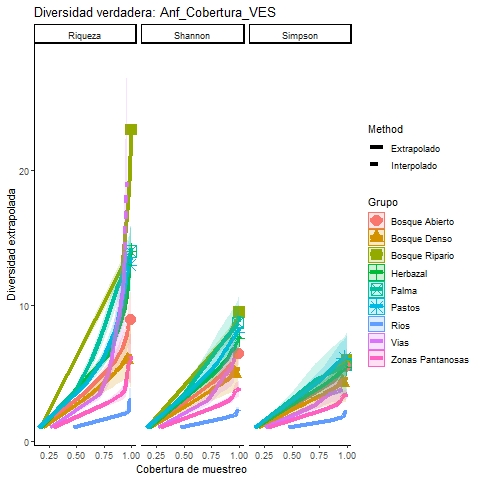 Diversidad verdadera: Anf_Cobertura_VES
Riqueza Shannon Simpson
Diversidad extrapolada
20
10
0
0.25 0.50 0.75 1.00 0.25 0.50 0.75 1.00 0.25 0.50 0.75 1.00
Cobertura de muestreo
Method
Extrapolado
Interpolado
Grupo
Bosque Abierto
Bosque Denso
Bosque Ripario
Herbazal
Palma
Pastos
Rios
Vias
Zonas Pantanosas